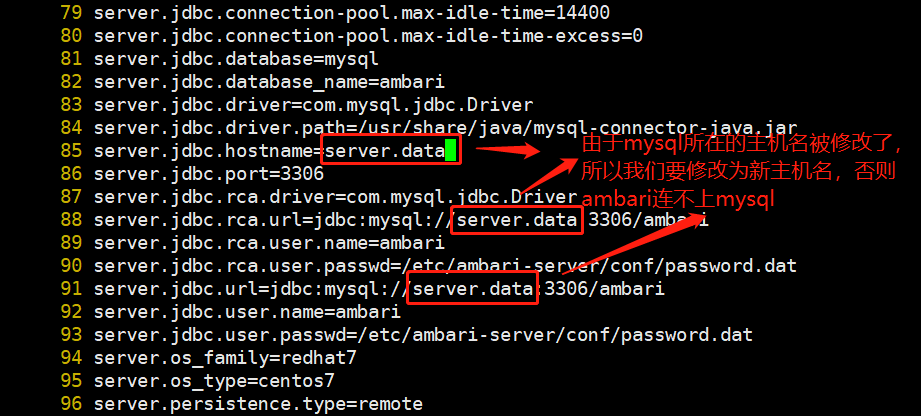 79 server.jdbc.connection-pool.max-idle-time=14400
80 server.jdbc.connection-pool.max-idle-time-excess=0
81 server.jdbc.database=mysql
82 server.jdbc.database_name=ambari
83 server.jdbc.driver=com.mysql.jdbc.Driver
84 server.jdbc.driver.path=/usr/share/java/mysql-connector-java.jar
85 server.jdbc.hostname=server.data
由于mysql所在的主机名被修改了，
86 server.jdbc.port=3306
所以我们要修改为新主机名，否则
87 server.jdbc.rca.driver=com.mysql.jdbc.Driver
ambari连不上mysql
88 server.jdbc.rca.url=jdbc:mysql://server.data:3306/ambari
89 server.jdbc.rca.user.name=ambari
90 server.jdbc.rca.user.passwd=/etc/ambari-server/conf/password.dat
91 server.jdbc.url=jdbc:mysql://server.data:3306/ambari
92 server.jdbc.user.name=ambari
93 server.jdbc.user.passwd=/etc/ambari-server/conf/password.dat
94 server.os_family=redhat7
95 server.os_type=centos7
96 server.persistence.type=remote